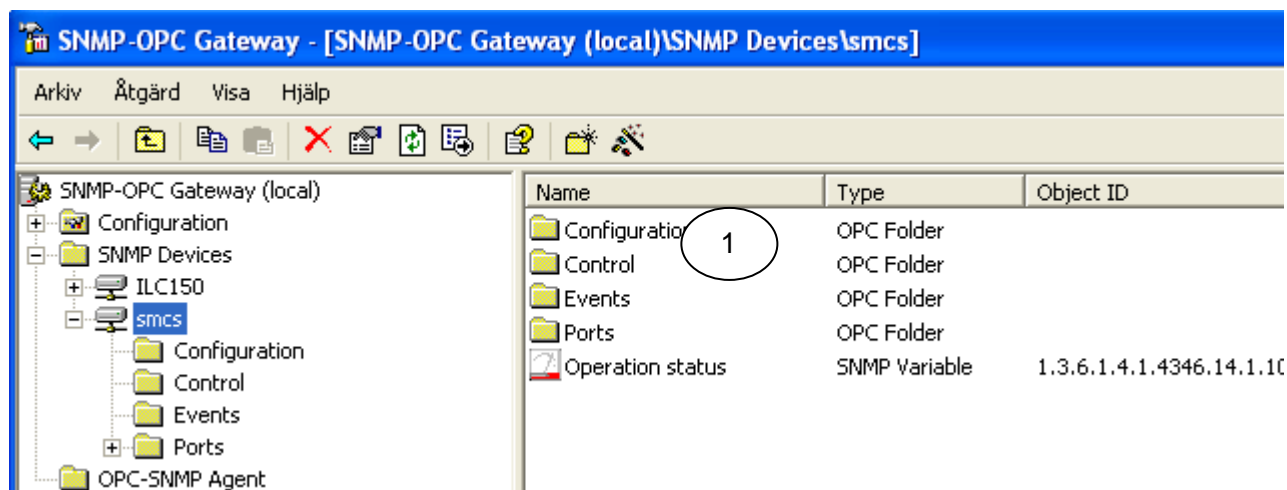 SNMP-OPC Gateway - [SNMP-OPC Gateway (local)\SNMP Devices\smcs]
Arkiv Åtgärd Visa Hjälp
SNMP-OPC Gateway (local)
Configuration
SNMP Devices
ILC150
smcs
Configuration
Control
Events
Ports
OPC-SNMP Agent
Name Type Object ID
Configuration OPC Folder
1
Control OPC Folder
Events OPC Folder
Ports OPC Folder
Operation status SNMP Variable 1.3.6.1.4.1.4346.14.1.10